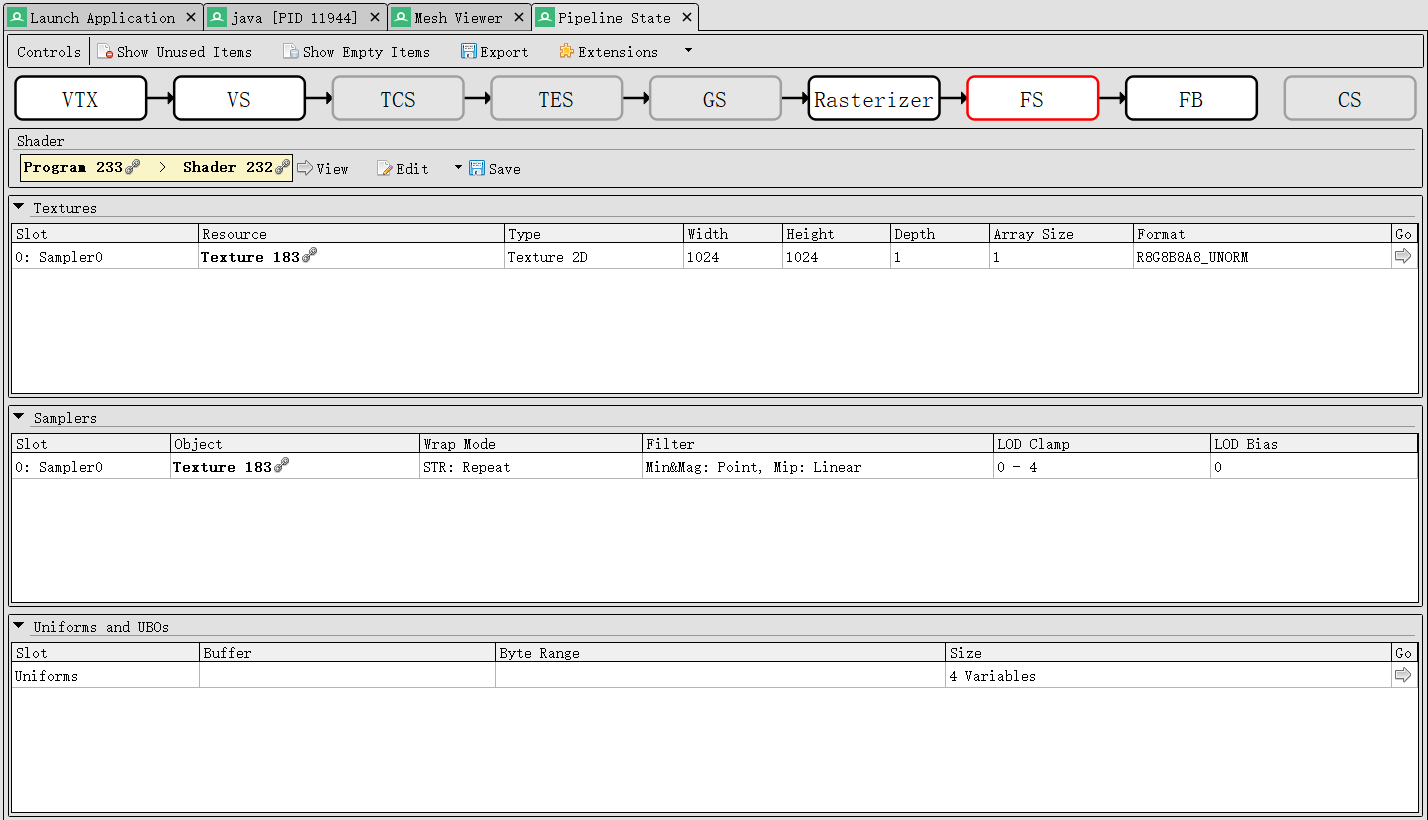 Launch Application × java [PID 11944] × Mesh Viewer × Pipeline State ×
Controls Show Unused Items Show Empty Items Export Extensions
VTX VS TCS TES GS Rasterizer FS FB CS
Shader
Program 233 > Shader 232 View Edit Save
Textures
Slot Resource Type Width Height Depth Array Size Format Go
0: Sampler0 Texture 183 Texture 2D 1024 1024 1 1 R8G8B8A8_UNORM
Samplers
Slot Object Wrap Mode Filter LOD Clamp LOD Bias
0: Sampler0 Texture 183 STR: Repeat Min&Mag: Point, Mip: Linear 0 - 4 0
Uniforms and UBOs
Slot Buffer Byte Range Size Go
Uniforms 4 Variables